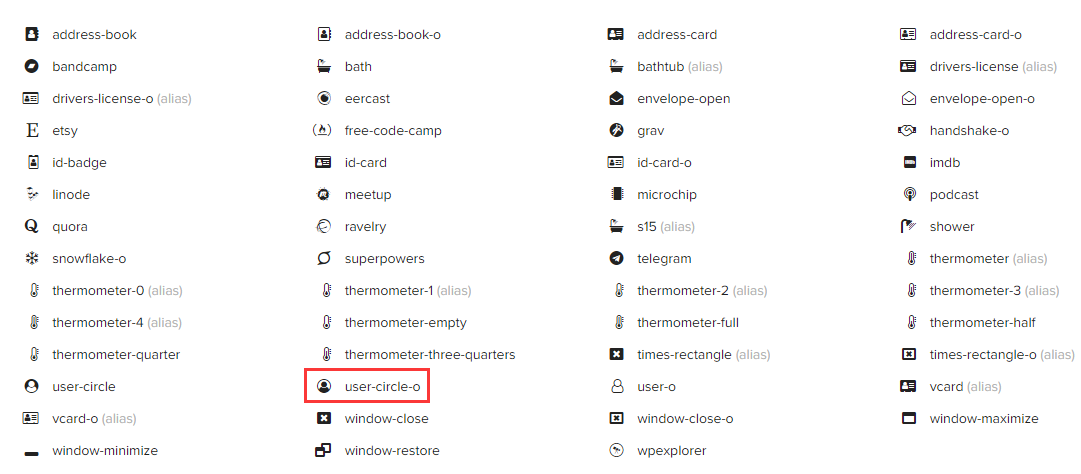 address-book address-book-o address-card address-card-o
bandcamp bath bathtub (alias) drivers-license (alias)
drivers-license-o (alias) eercast envelope-open envelope-open-o
etsy free-code-camp grav handshake-o
id-badge id-card id-card-o imdb
linode meetup microchip podcast
quora ravelry s15 (alias) shower
snowflake-o superpowers telegram thermometer (alias)
thermometer-0 (alias) thermometer-1 (alias) thermometer-2 (alias) thermometer-3 (alias)
thermometer-4 (alias) thermometer-empty thermometer-full thermometer-half
thermometer-quarter thermometer-three-quarters times-rectangle (alias) times-rectangle-o (alias)
user-circle user-circle-o user-o vcard (alias)
vcard-o (alias) window-close window-close-o window-maximize
window-minimize window-restore wpexplorer